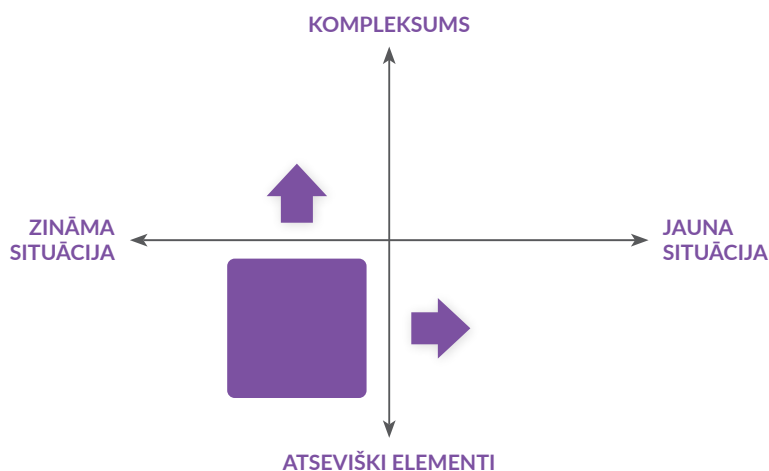 KOMPLEKSUMS
ZINĀMA
SITUĀCIJA
JAUNA
SITUĀCIJA
ATSEVIŠKI ELEMENTI